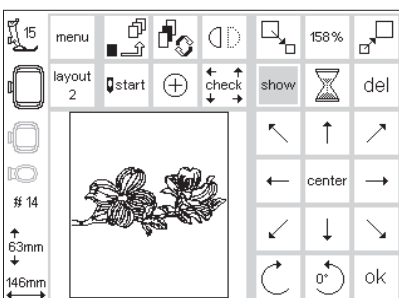 15 menu 158%
layout 2 start check show del
# 14
center
63mm
146mm 0° ok